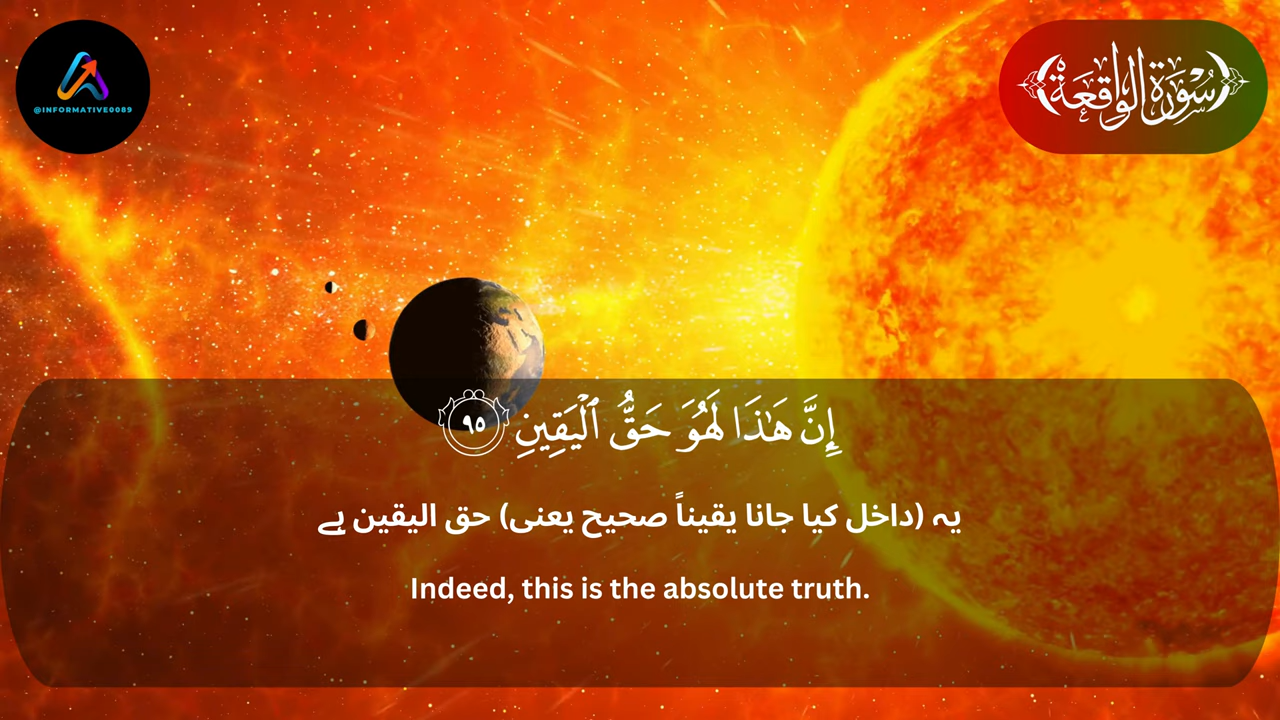 @INFORMATIVE0089
سُورَةُ الوَاقِعَة
إِنَّ هَٰذَا لَهُوَ حَقُّ ٱلْيَقِينِ ٩٥
یہ (داخل کیا جانا یقیناً صحیح یعنی) حق الیقین ہے
Indeed, this is the absolute truth.